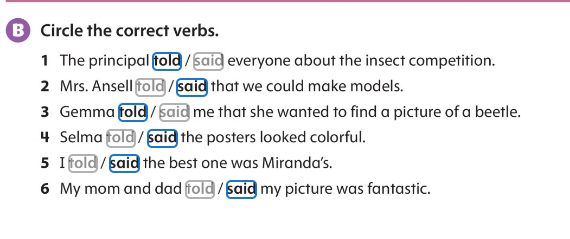 B Circle the correct verbs.
1 The principal told / said everyone about the insect competition.
2 Mrs. Ansell told / said that we could make models.
3 Gemma told / said me that she wanted to find a picture of a beetle.
4 Selma told / said the posters looked colorful.
5 I told / said the best one was Miranda's.
6 My mom and dad told / said my picture was fantastic.